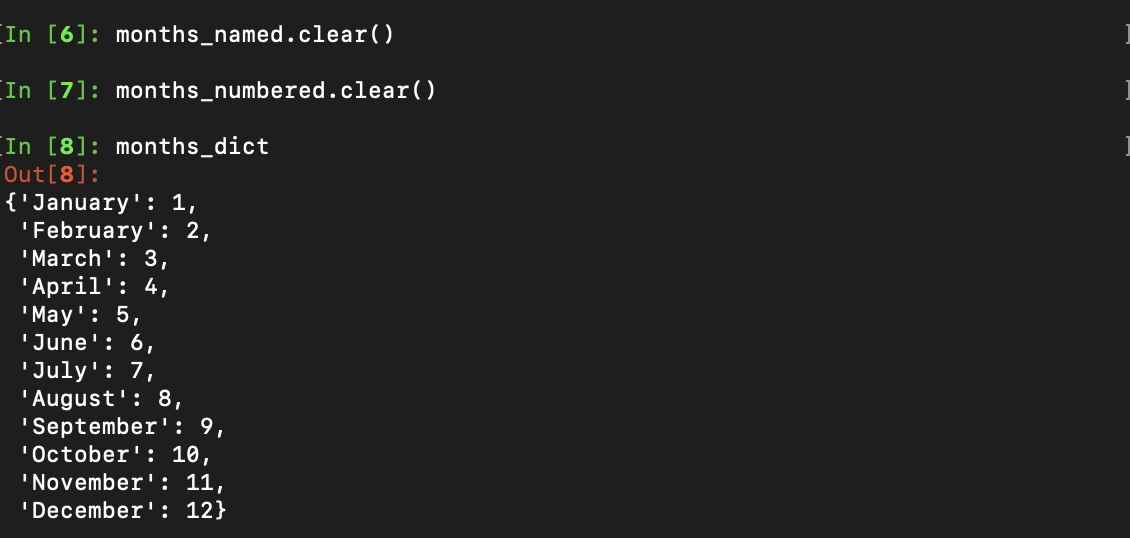 [In [6]: months_named.clear() ]
[In [7]: months_numbered.clear() ]
[In [8]: months_dict ]
Out[8]:
{'January': 1,
 'February': 2,
 'March': 3,
 'April': 4,
 'May': 5,
 'June': 6,
 'July': 7,
 'August': 8,
 'September': 9,
 'October': 10,
 'November': 11,
 'December': 12}